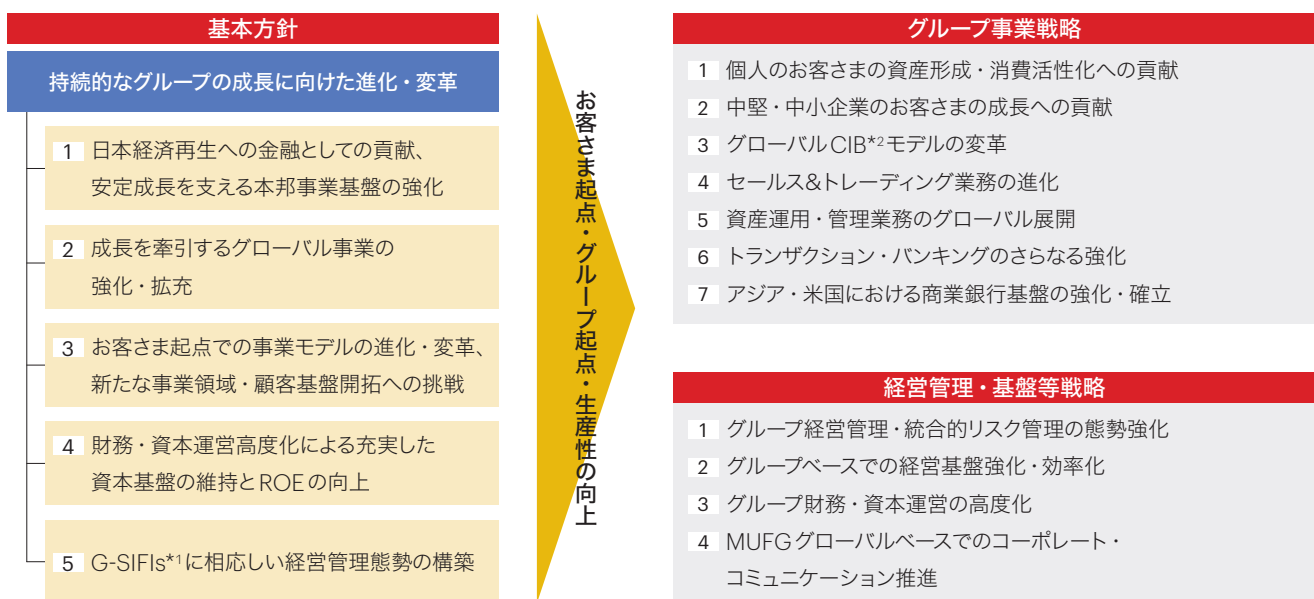 基本方針
持続的なグループの成長に向けた進化・変革
1 日本経済再生への金融としての貢献、
安定成長を支える本邦事業基盤の強化
2 成長を牽引するグローバル事業の
強化・拡充
3 お客さま起点での事業モデルの進化・変革、
新たな事業領域・顧客基盤開拓への挑戦
4 財務・資本運営高度化による充実した
資本基盤の維持とROEの向上
5 G-SIFIs*1に相応しい経営管理態勢の構築
お客さま起点・グループ起点・生産性の向上
グループ事業戦略
1 個人のお客さまの資産形成・消費活性化への貢献
2 中堅・中小企業のお客さまの成長への貢献
3 グローバルCIB*2モデルの変革
4 セールス&トレーディング業務の進化
5 資産運用・管理業務のグローバル展開
6 トランザクション・バンキングのさらなる強化
7 アジア・米国における商業銀行基盤の強化・確立
経営管理・基盤等戦略
1 グループ経営管理・統合的リスク管理の態勢強化
2 グループベースでの経営基盤強化・効率化
3 グループ財務・資本運営の高度化
4 MUFGグローバルベースでのコーポレート・
コミュニケーション推進